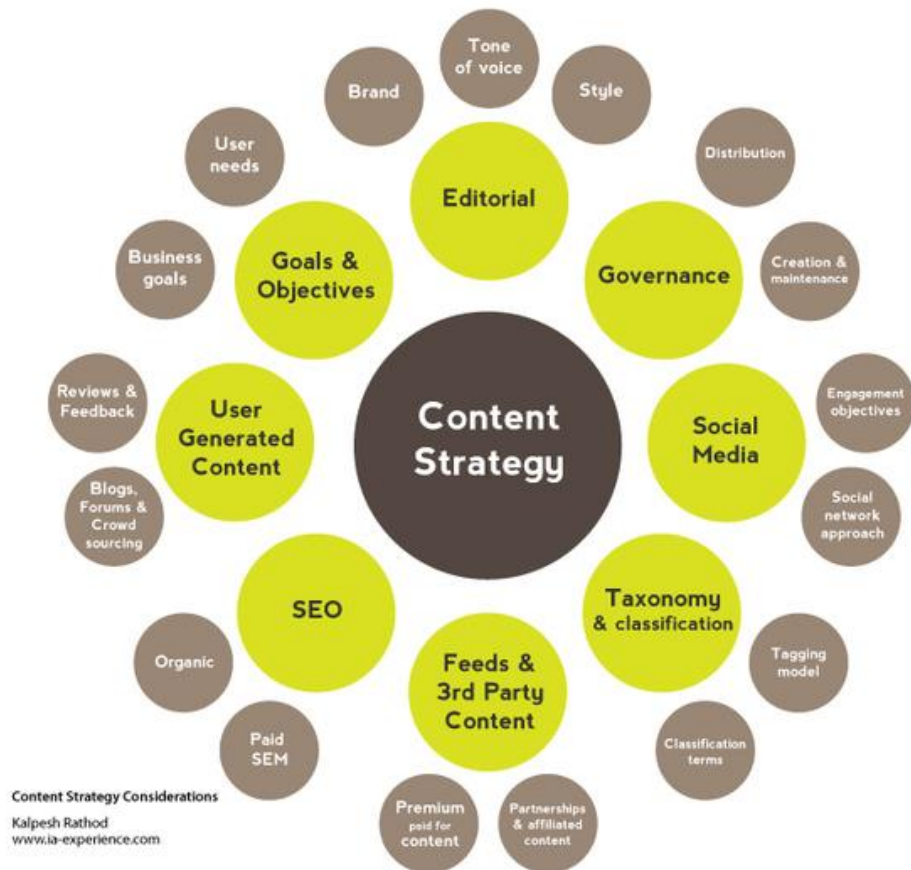 Tone
of voice
Brand
Style
User
needs
Distribution
Editorial
Business
goals
Goals &
Objectives
Governance
Creation &
maintenance
Reviews &
Feedback
User
Generated
Content
Content
Strategy
Social
Media
Engagement
objectives
Blogs,
Forums &
Crowd
sourcing
Social
network
approach
SEO
Taxonomy
& classification
Organic
Feeds &
3rd Party
Content
Tagging
model
Paid
SEM
Classification
terms
Premium
paid for
content
Partnerships
& affiliated
content
Content Strategy Considerations
Kalpesh Rathod
www.ia-experience.com